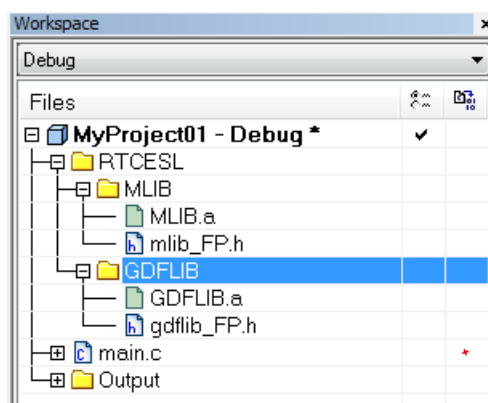 Workspace
Debug
Files
MyProject01 - Debug *
RTCESL
MLIB
MLIB.a
mlib_FP.h
GDFLIB
GDFLIB.a
gdflib_FP.h
main.c
Output